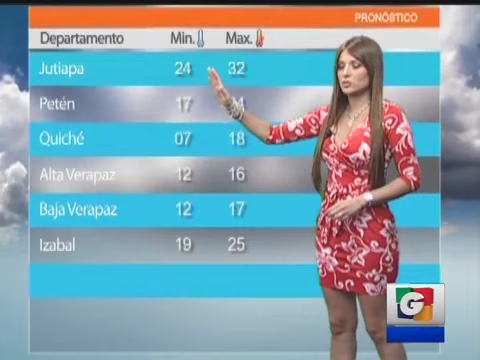 PRONÓSTICO
Departamento Min. Max.
Jutiapa 24 32
Petén 17
Quiché 07 18
Alta Verapaz 12 16
Baja Verapaz 12 17
Izabal 19 25
G